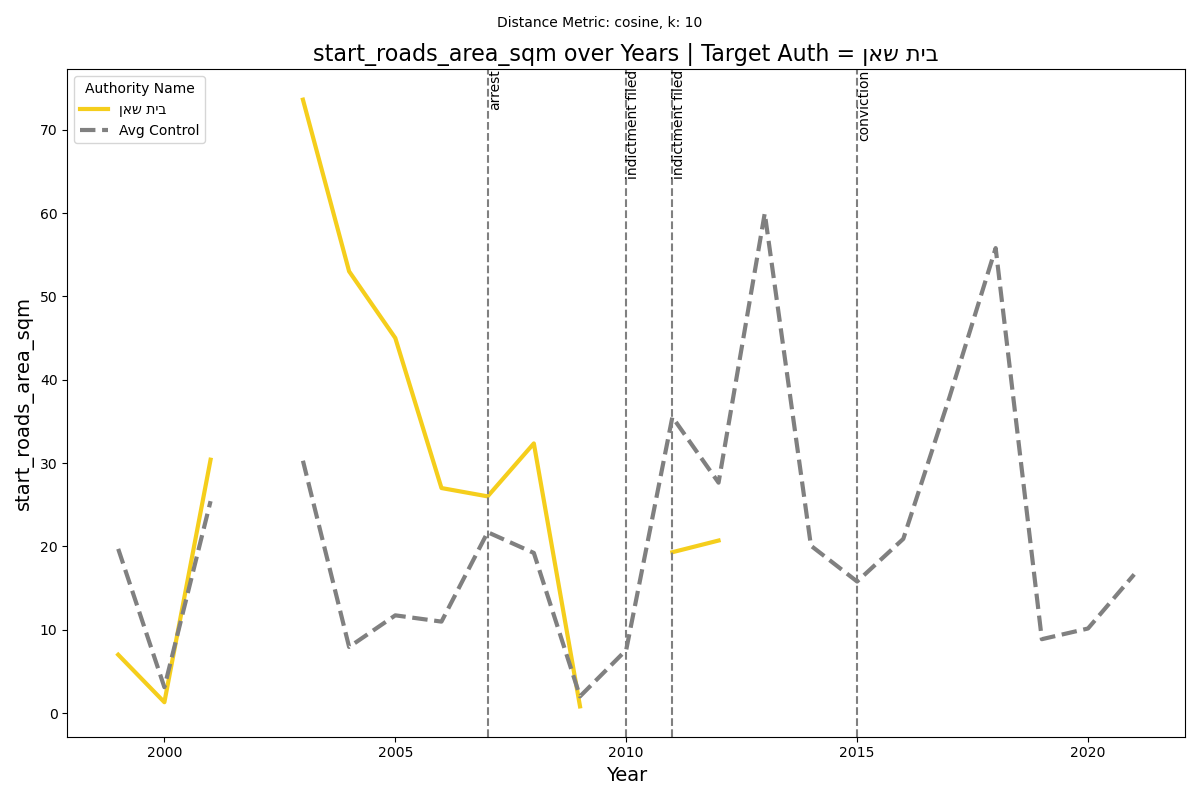 Distance Metric: cosine, k: 10
start_roads_area_sqm over Years | Target Auth = בית שאן
Authority Name
בית שאן
Avg Control
arrest
indictment filed
indictment filed
conviction
start_roads_area_sqm
70
60
50
40
30
20
10
0
2000 2005 2010 2015 2020
Year